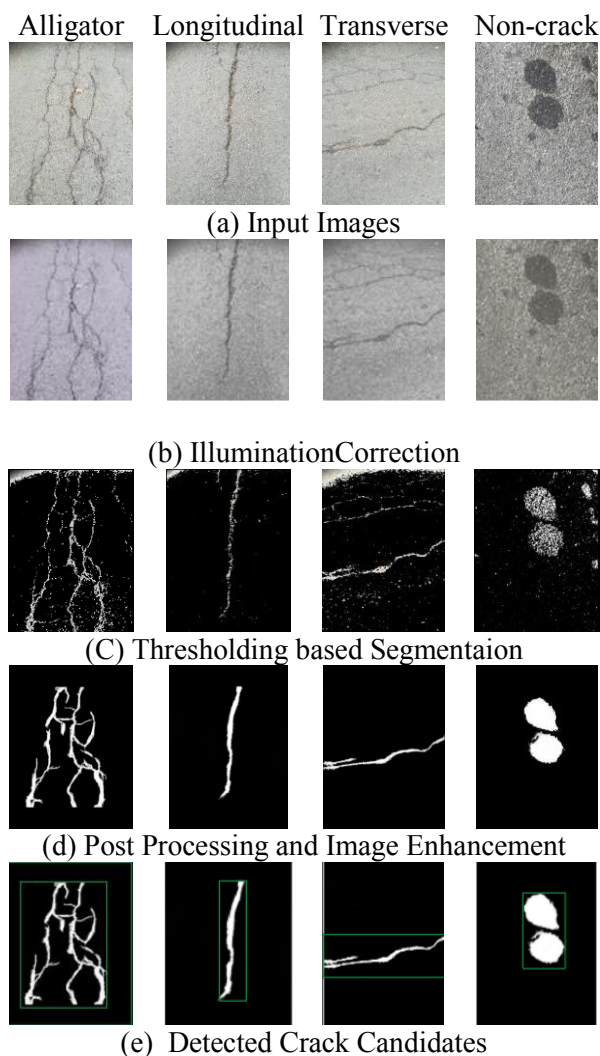 Alligator Longitudinal Transverse Non-crack
(a) Input Images
(b) IlluminationCorrection
(C) Thresholding based Segmentaion
(d) Post Processing and Image Enhancement
(e) Detected Crack Candidates